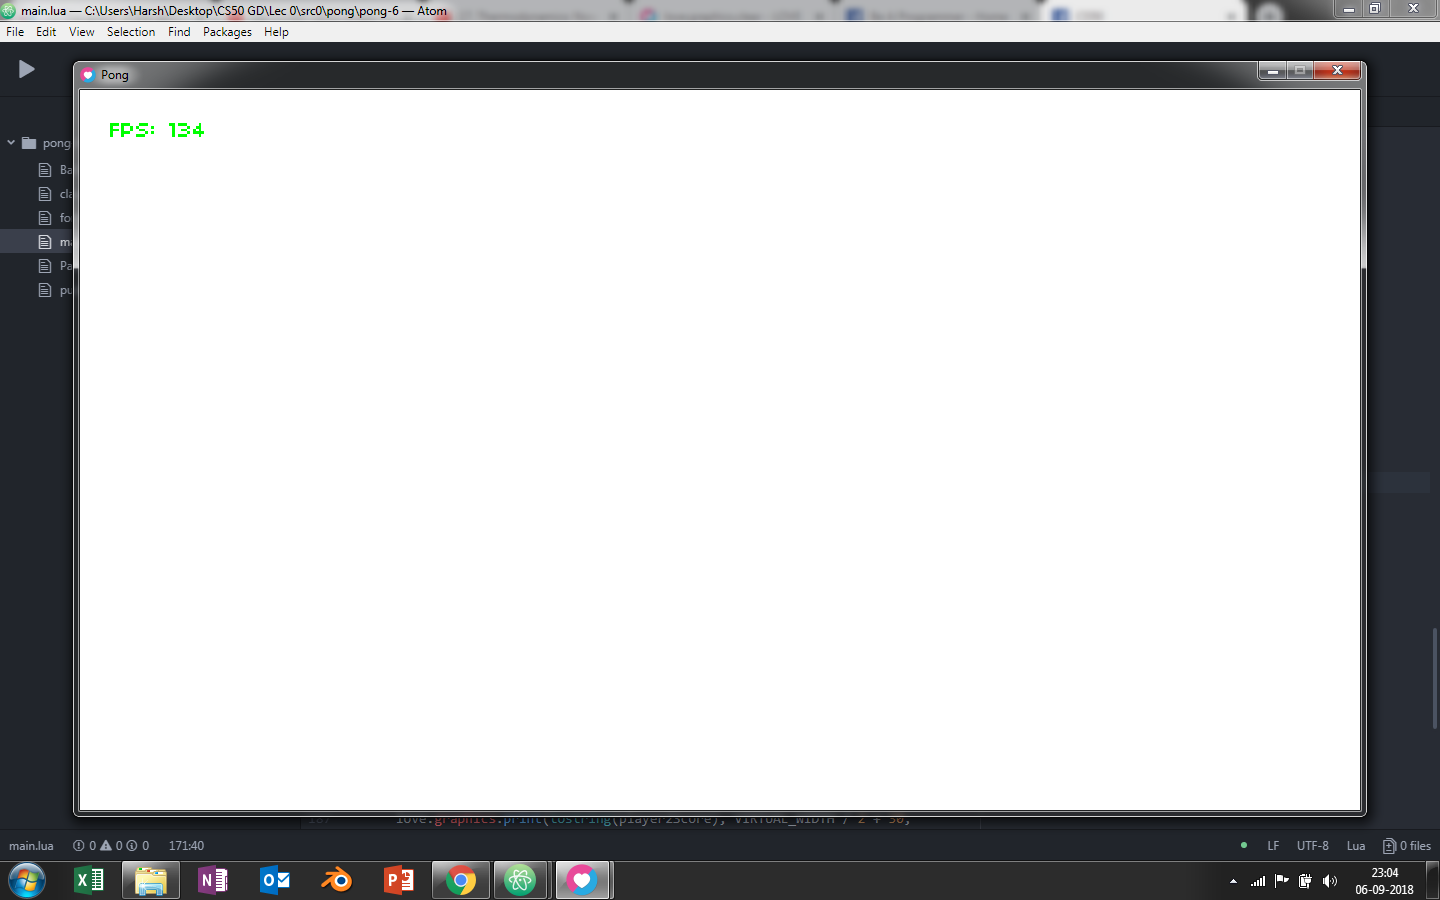 main.lua — C:\Users\Harsh\Desktop\CS50 GD\Lec 0\src0\pong\pong-6 — Atom
File Edit View Selection Find Packages Help
Pong
FPS: 134
pong
Ba
cla
fo
ma
Pa
pu
187 love.graphics.print(tostring(player2Score), VIRTUAL_WIDTH / 2 + 30,
main.lua 0 0 0 171:40 LF UTF-8 Lua 0 files
23:04
06-09-2018